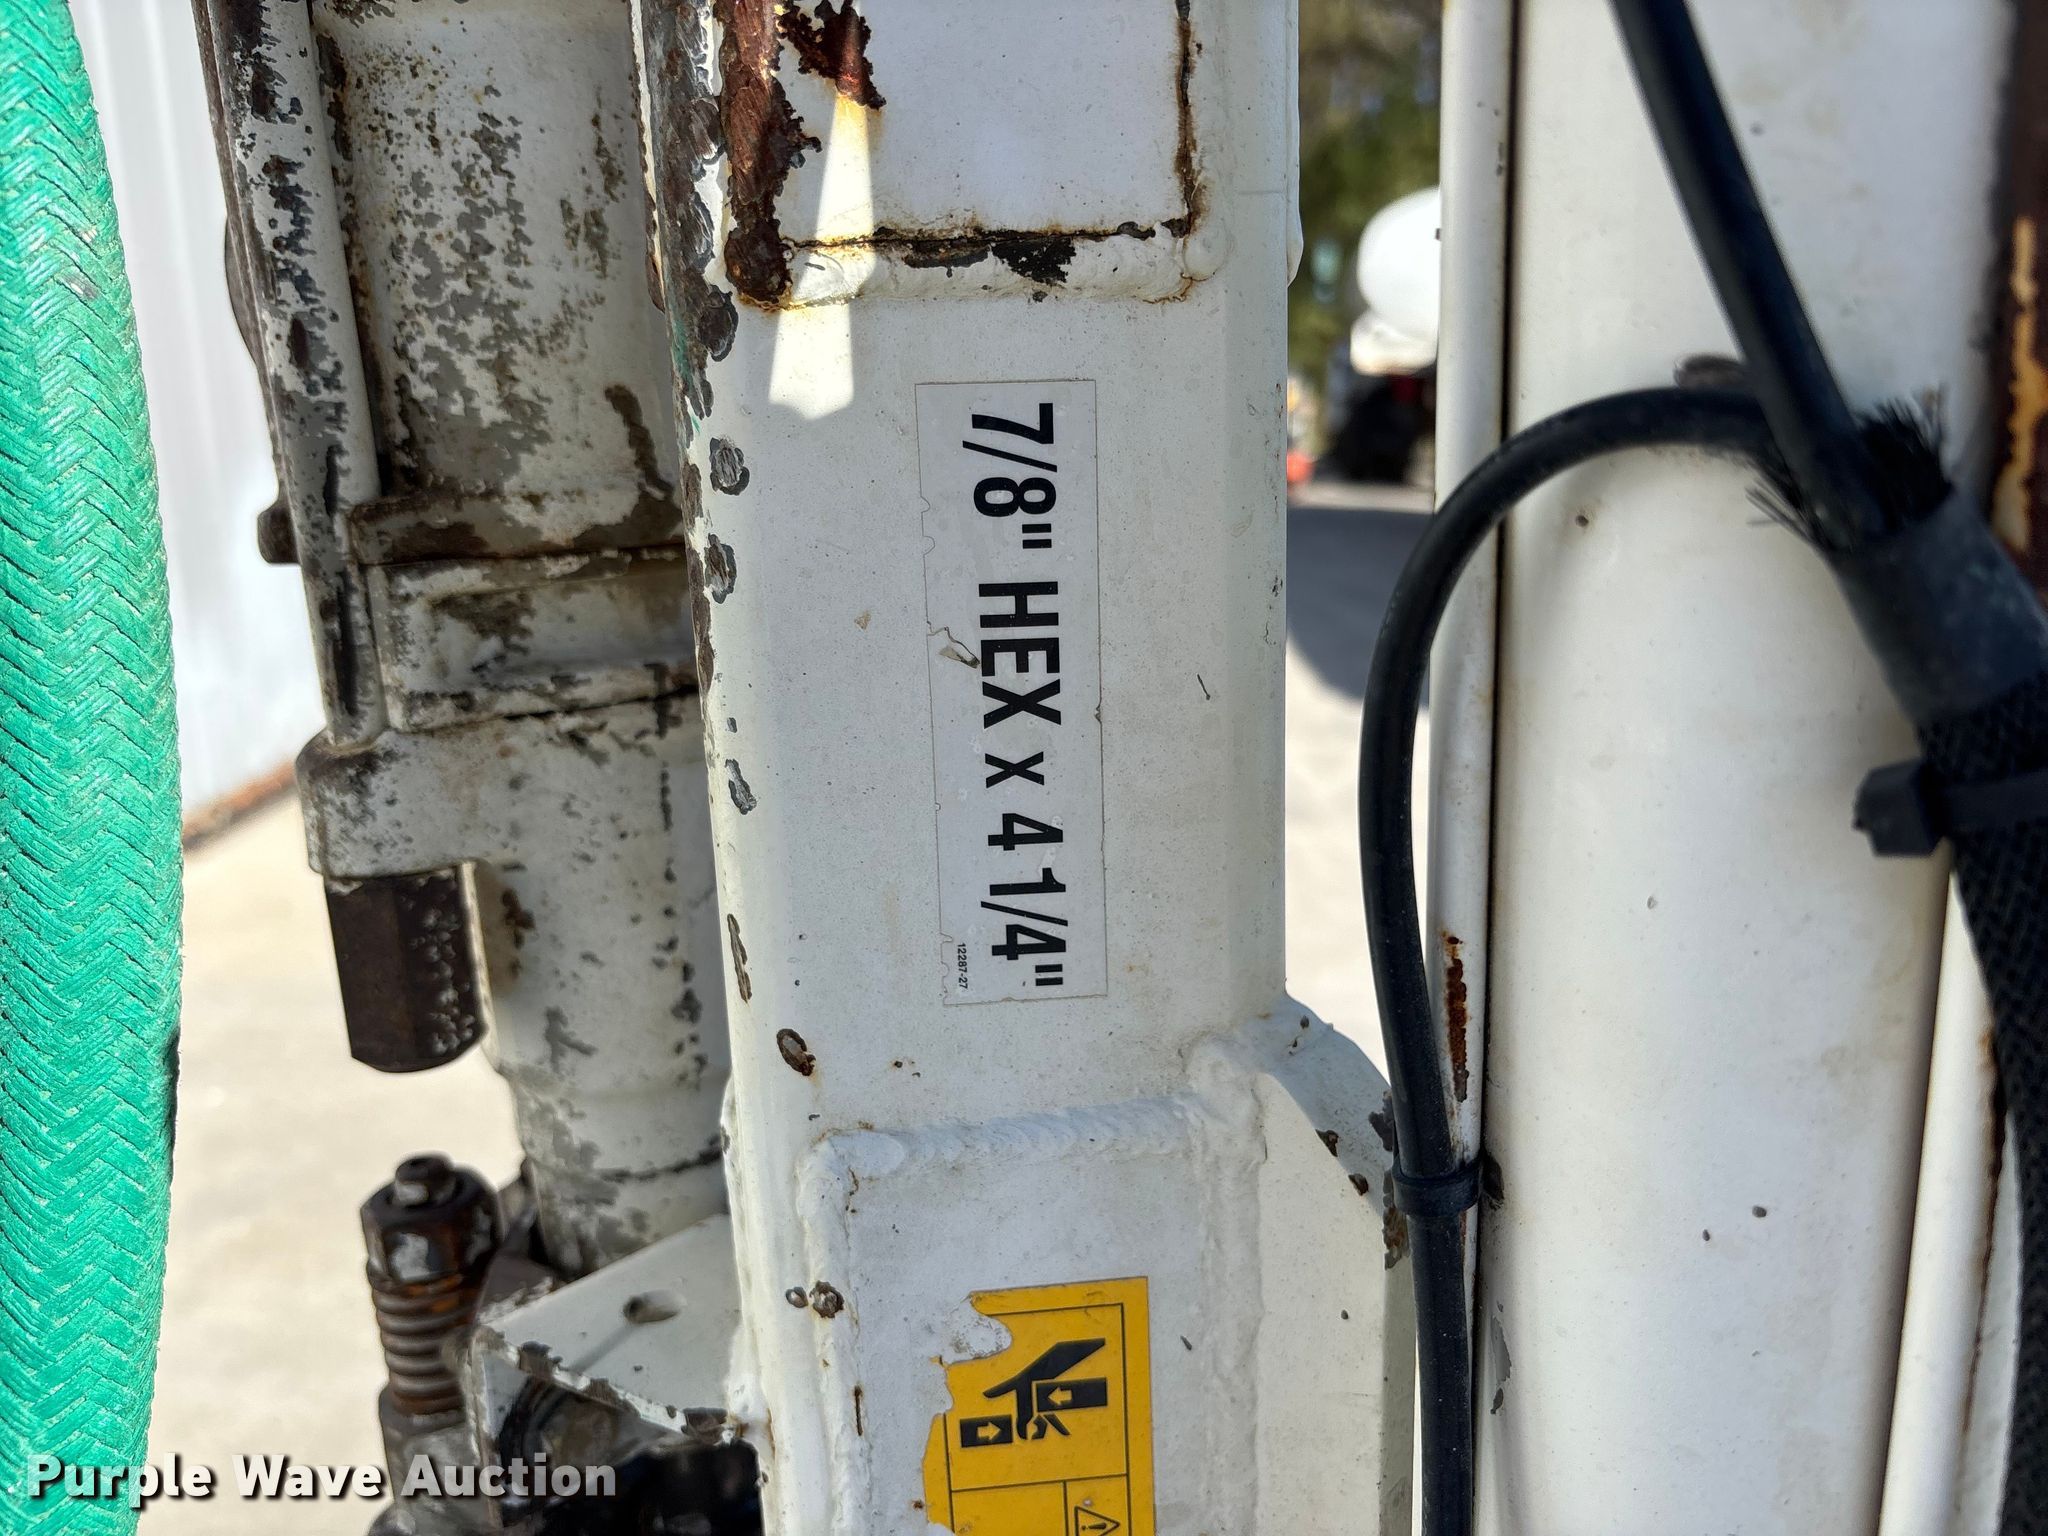 7/8" HEX x 4 1/4"
12287-27
Purple Wave Auction